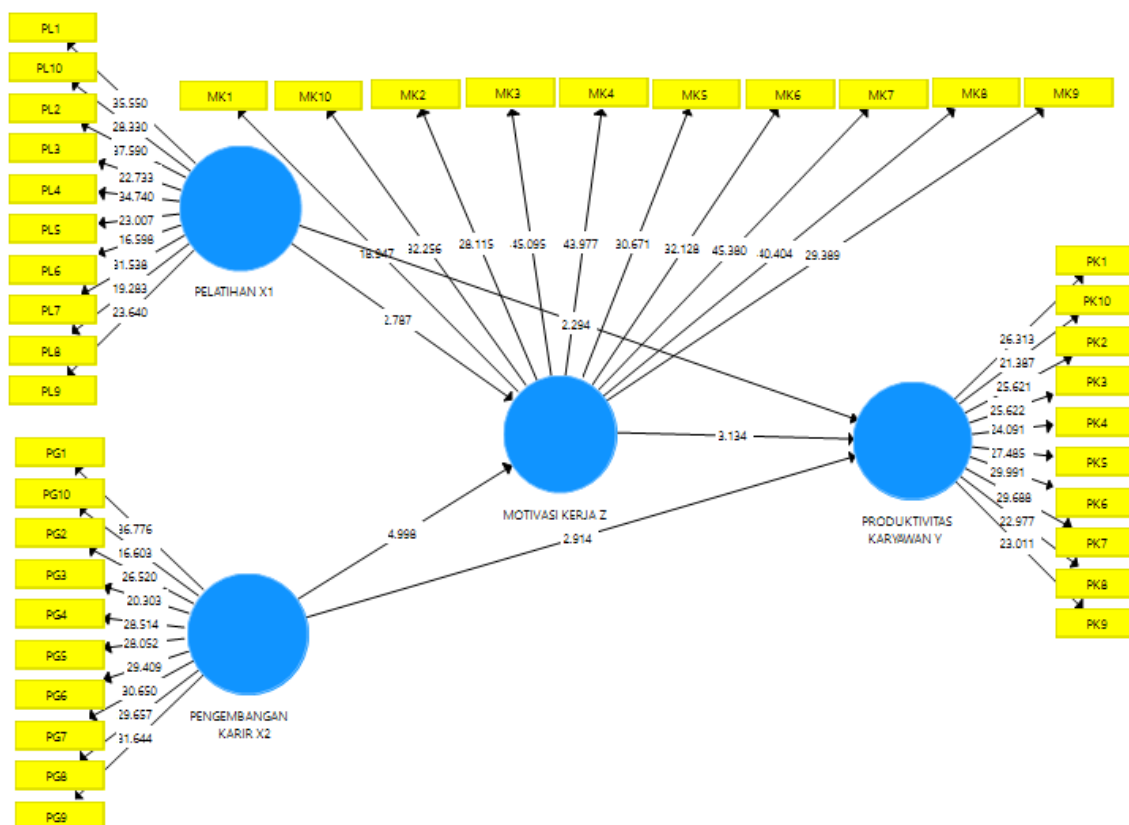 PL1
PL10
PL2
PL3
PL4
PL5
PL6
PL7
PL8
PL9
35.550
28.330
37.590
22.733
34.740
23.007
16.598
31.538
19.283
23.640
PELATIHAN X1
MK1
MK10
MK2
MK3
MK4
MK5
MK6
MK7
MK8
MK9
32.256
28.115
45.095
43.977
30.671
32.128
45.380
40.404
29.389
2.787
2.294
MOTIVASI KERJA Z
3.134
4.998
2.914
PG1
PG10
PG2
PG3
PG4
PG5
PG6
PG7
PG8
PG9
36.776
16.603
26.520
20.303
28.514
28.052
29.409
30.650
29.657
31.644
PENGEMBANGAN
KARIR X2
PK1
PK10
PK2
PK3
PK4
PK5
PK6
PK7
PK8
PK9
26.313
21.387
25.621
25.622
24.091
27.485
29.991
29.688
22.977
23.011
PRODUKTIVITAS
KARYAWAN Y